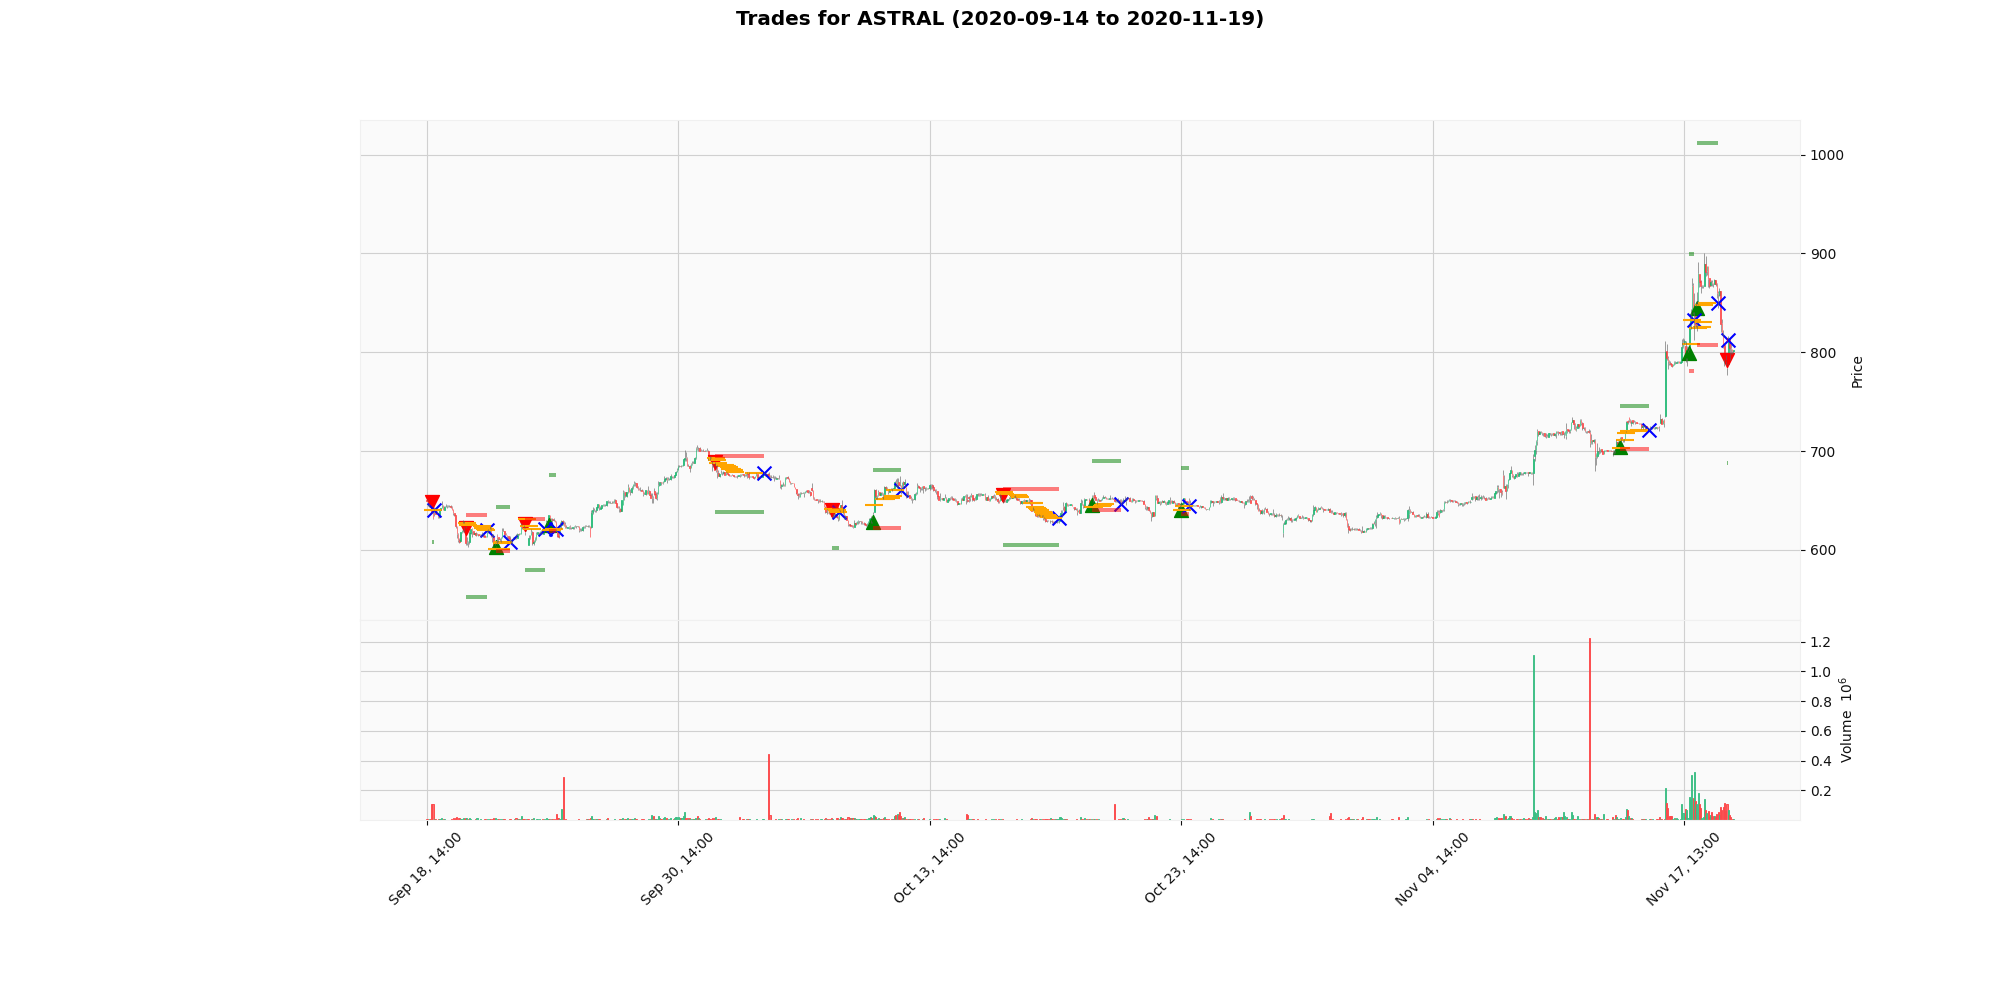 Trades for ASTRAL (2020-09-14 to 2020-11-19)
1000
900
800
700
600
Price
1.2
1.0
0.8
0.6
0.4
0.2
Volume 10^6
Sep 18, 14:00
Sep 30, 14:00
Oct 13, 14:00
Oct 23, 14:00
Nov 04, 14:00
Nov 17, 13:00